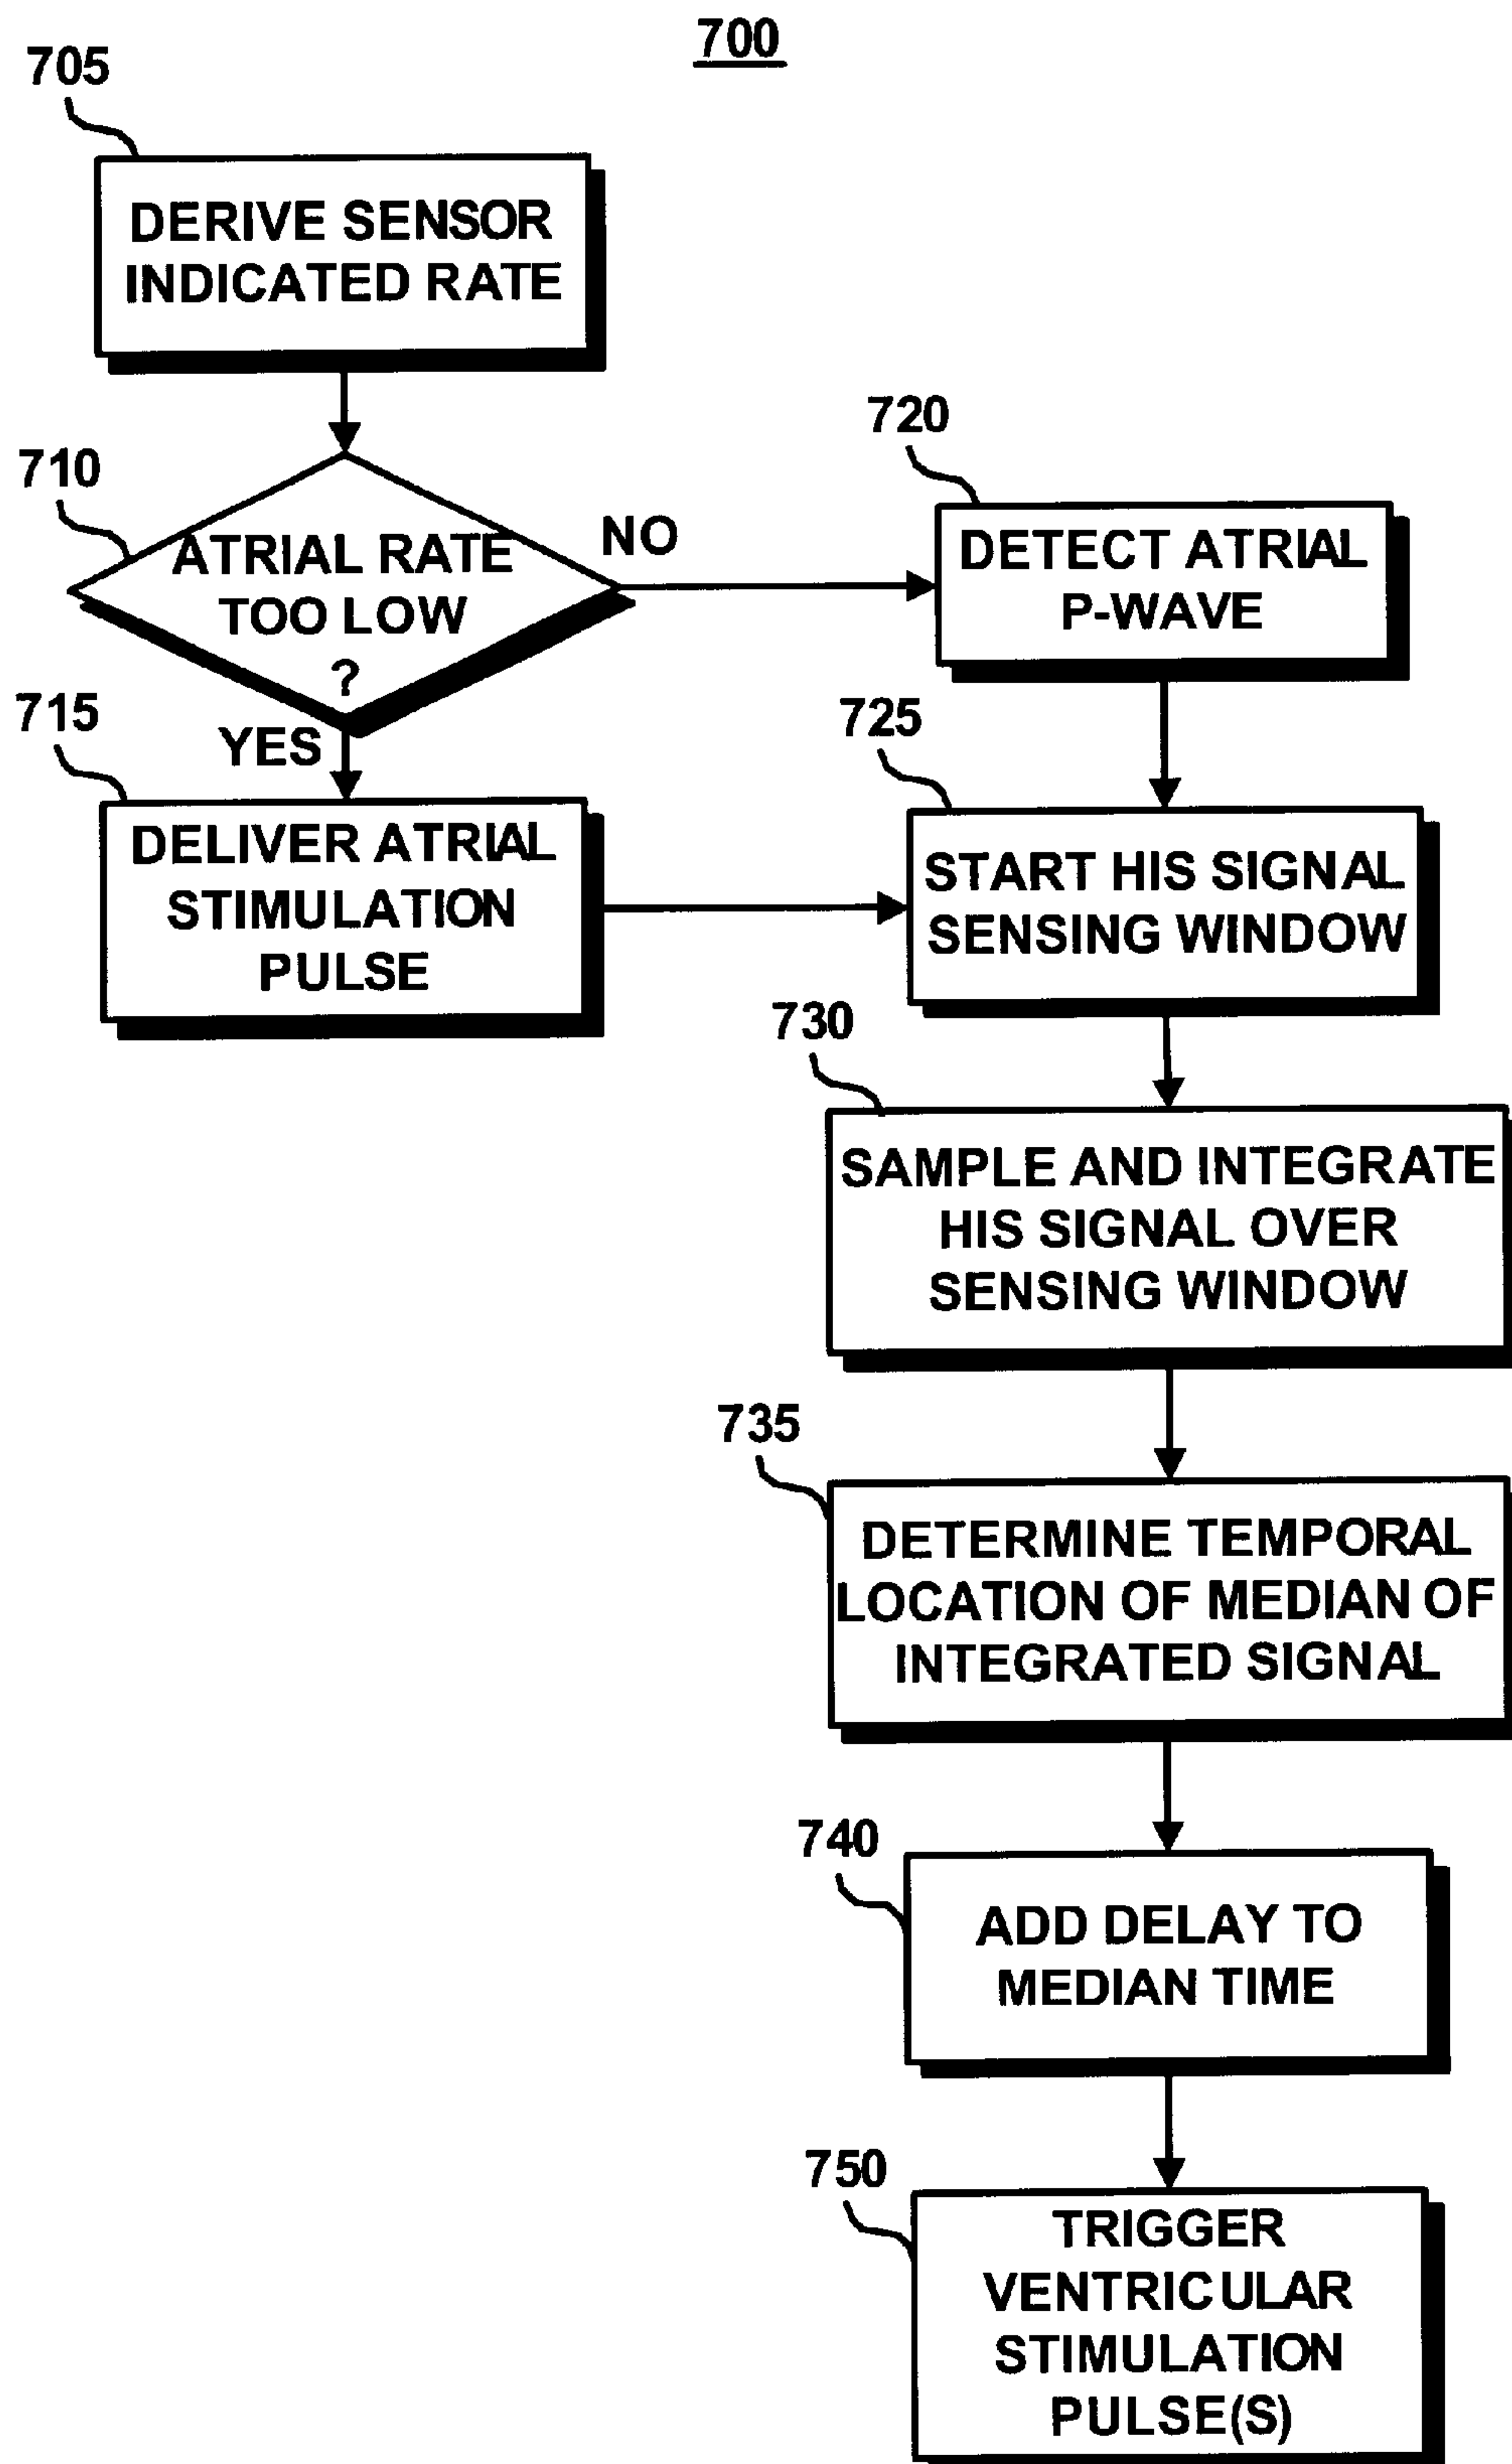 700
705
DERIVE SENSOR
INDICATED RATE
710
ATRIAL RATE
TOO LOW
?
NO
YES
715
DELIVER ATRIAL
STIMULATION
PULSE
720
DETECT ATRIAL
P-WAVE
725
START HIS SIGNAL
SENSING WINDOW
730
SAMPLE AND INTEGRATE
HIS SIGNAL OVER
SENSING WINDOW
735
DETERMINE TEMPORAL
LOCATION OF MEDIAN OF
INTEGRATED SIGNAL
740
ADD DELAY TO
MEDIAN TIME
750
TRIGGER
VENTRICULAR
STIMULATION
PULSE(S)